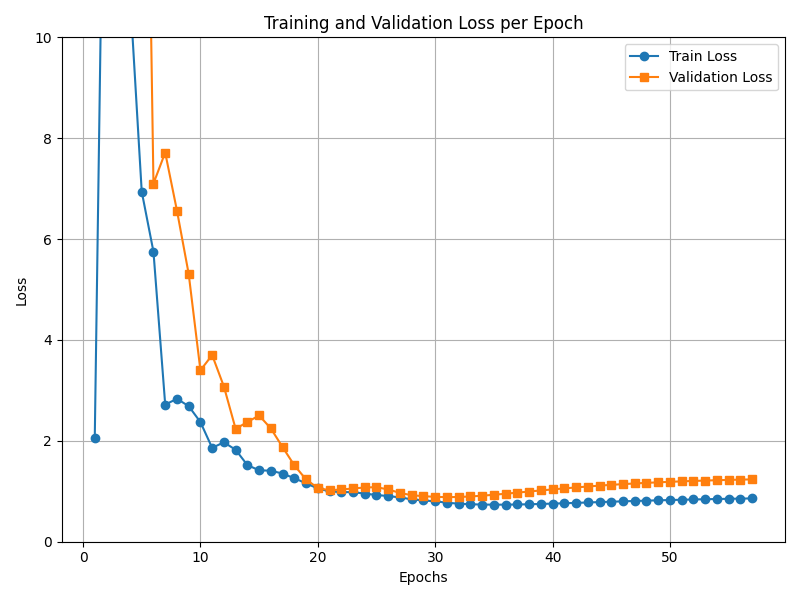 Training and Validation Loss per Epoch
Train Loss
Validation Loss
Loss
10
8
6
4
2
0
0 10 20 30 40 50
Epochs